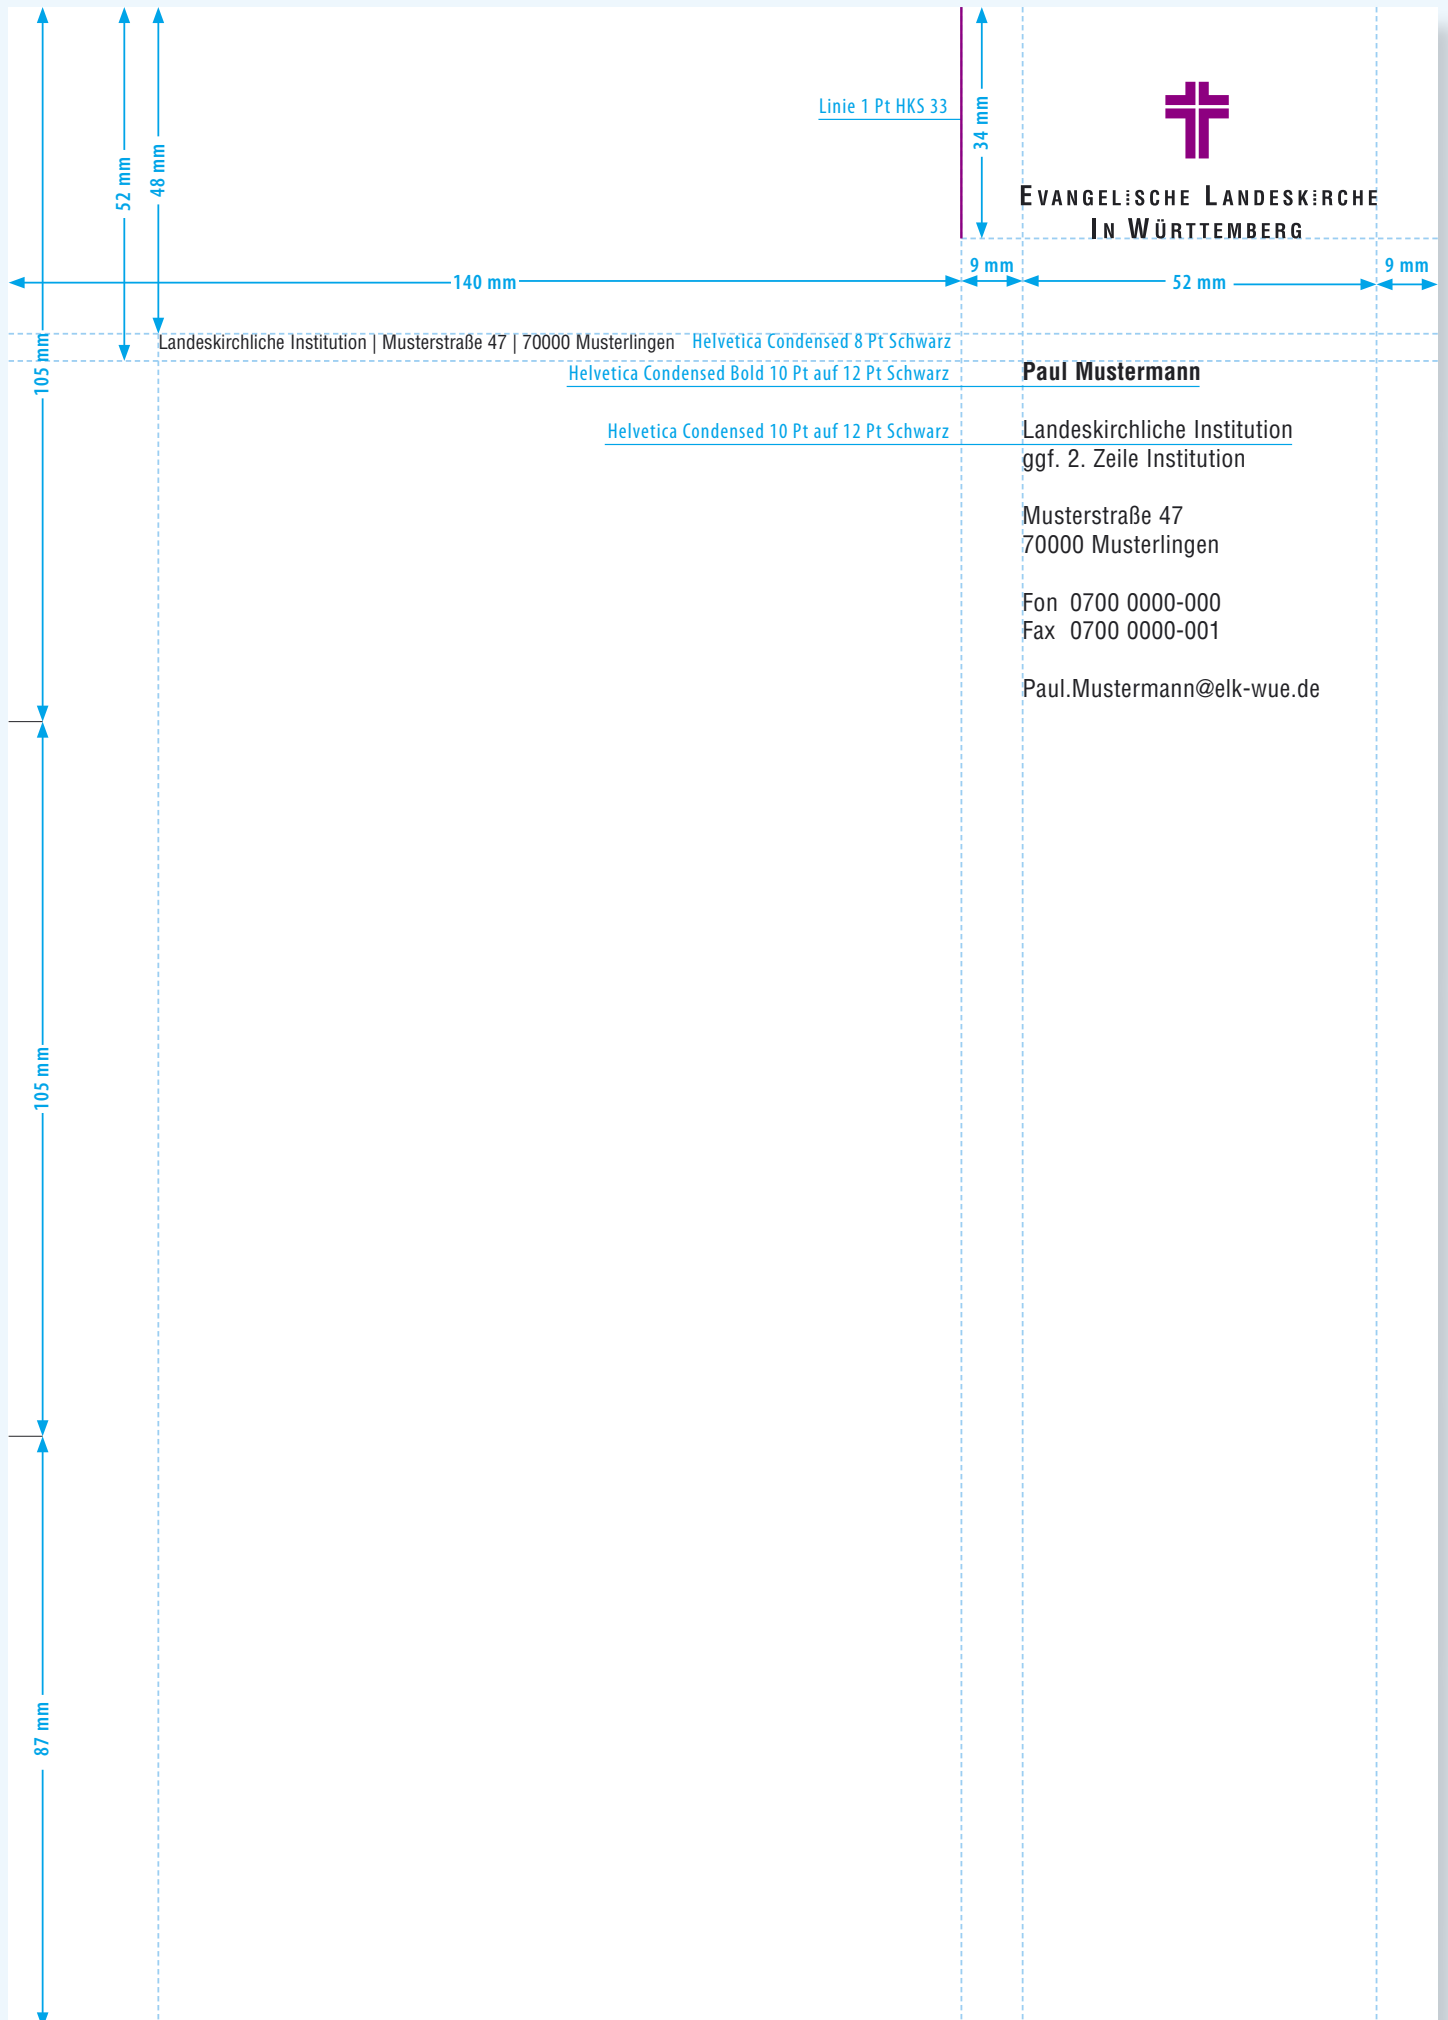 Linie 1 Pt HKS 33
34 mm
52 mm
48 mm
EVANGELISCHE LANDESKIRCHE
IN WÜRTTEMBERG
140 mm
9 mm
52 mm
9 mm
105 mm
Landeskirchliche Institution | Musterstraße 47 | 70000 Musterlingen
Helvetica Condensed 8 Pt Schwarz
Helvetica Condensed Bold 10 Pt auf 12 Pt Schwarz
Paul Mustermann
Helvetica Condensed 10 Pt auf 12 Pt Schwarz
Landeskirchliche Institution
ggf. 2. Zeile Institution
Musterstraße 47
70000 Musterlingen
Fon 0700 0000-000
Fax 0700 0000-001
Paul.Mustermann@elk-wue.de
105 mm
87 mm